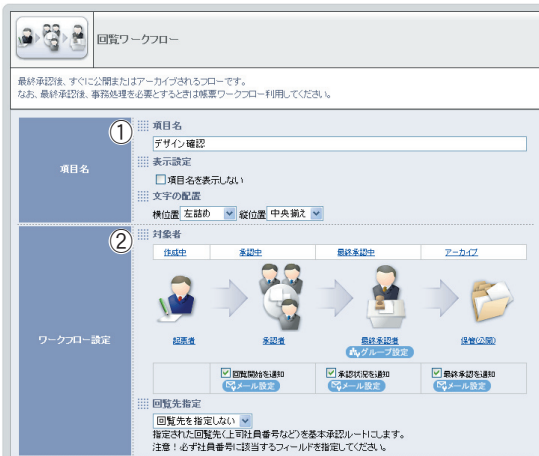 回覧ワークフロー
最終承認後、すぐに公開またはアーカイブされるフローです。
なお、最終承認後、事務処理を必要とするときは帳票ワークフロー利用してください。
項目名
① 項目名
デザイン確認
表示設定
項目名を表示しない
文字の配置
横位置 左詰め 縦位置 中央揃え
ワークフロー設定
② 対象者
作成中 承認中 最終承認中 アーカイブ
起票者 承認者 最終承認者 保管(公開)
グループ設定
回覧開始を通知 承認状況を通知 最終承認を通知
メール設定 メール設定 メール設定
回覧先指定
回覧先を指定しない
指定された回覧先(上司社員番号など)を基本承認ルートにします。
注意！必ず社員番号に該当するフィールドを指定してください。